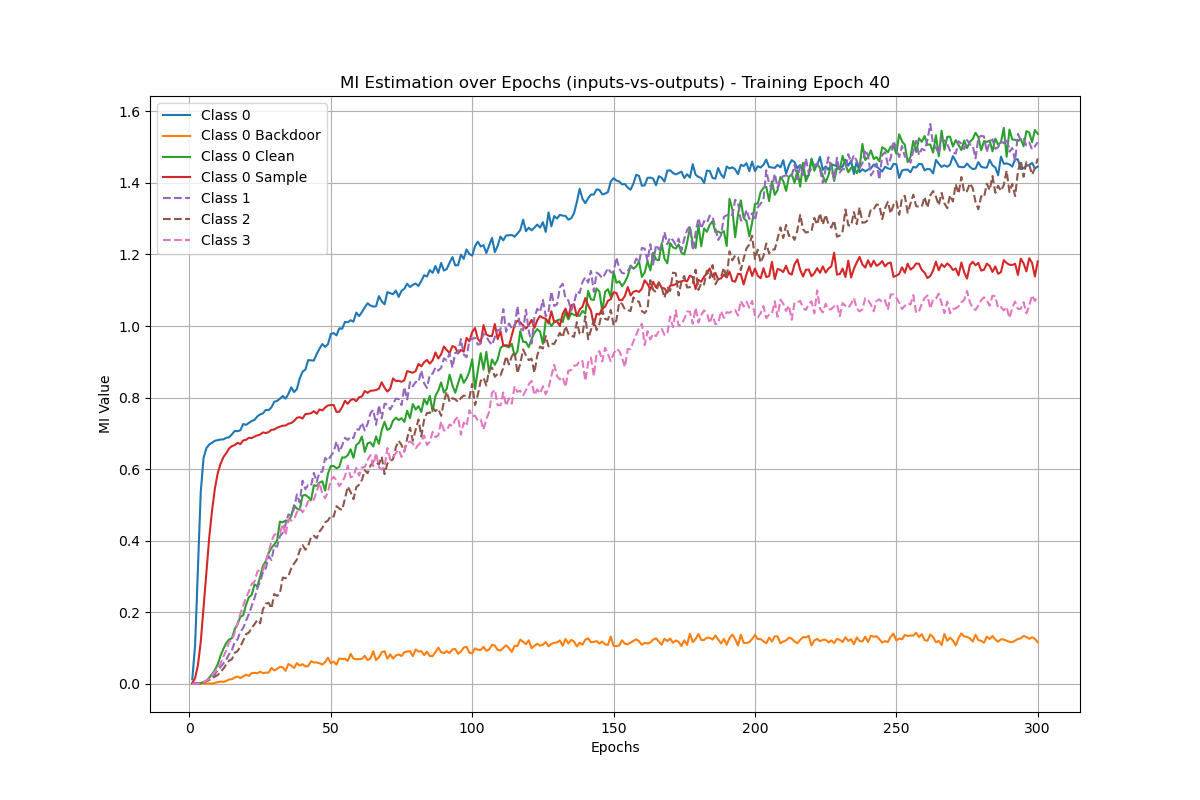 MI Estimation over Epochs (inputs-vs-outputs) - Training Epoch 40
MI Value
1.6
1.4
1.2
1.0
0.8
0.6
0.4
0.2
0.0
Class 0
Class 0 Backdoor
Class 0 Clean
Class 0 Sample
Class 1
Class 2
Class 3
0 50 100 150 200 250 300
Epochs